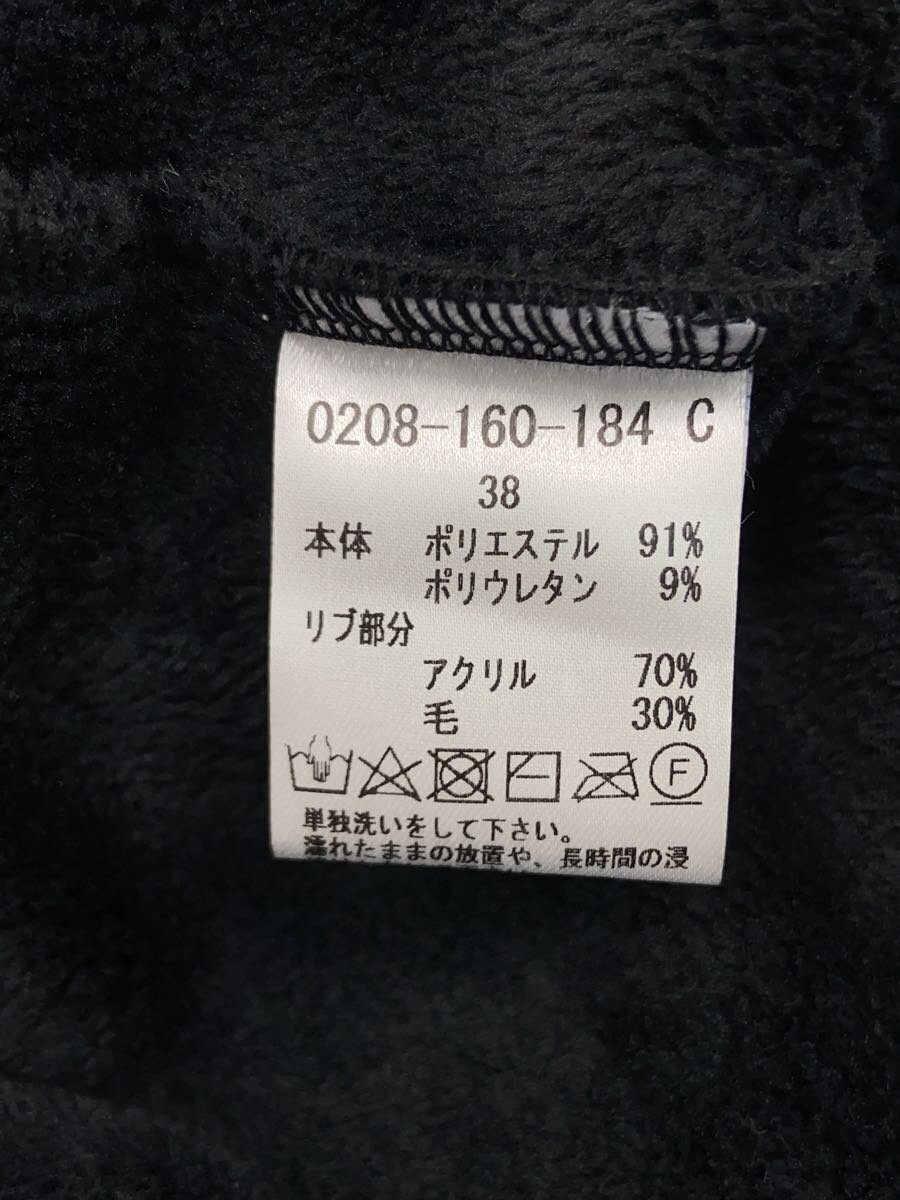 0208-160-184 C
38
本体 ポリエステル 91%
ポリウレタン 9%
リブ部分
アクリル 70%
毛 30%
F
単独洗いをして下さい。
濡れたままの放置や、長時間の浸